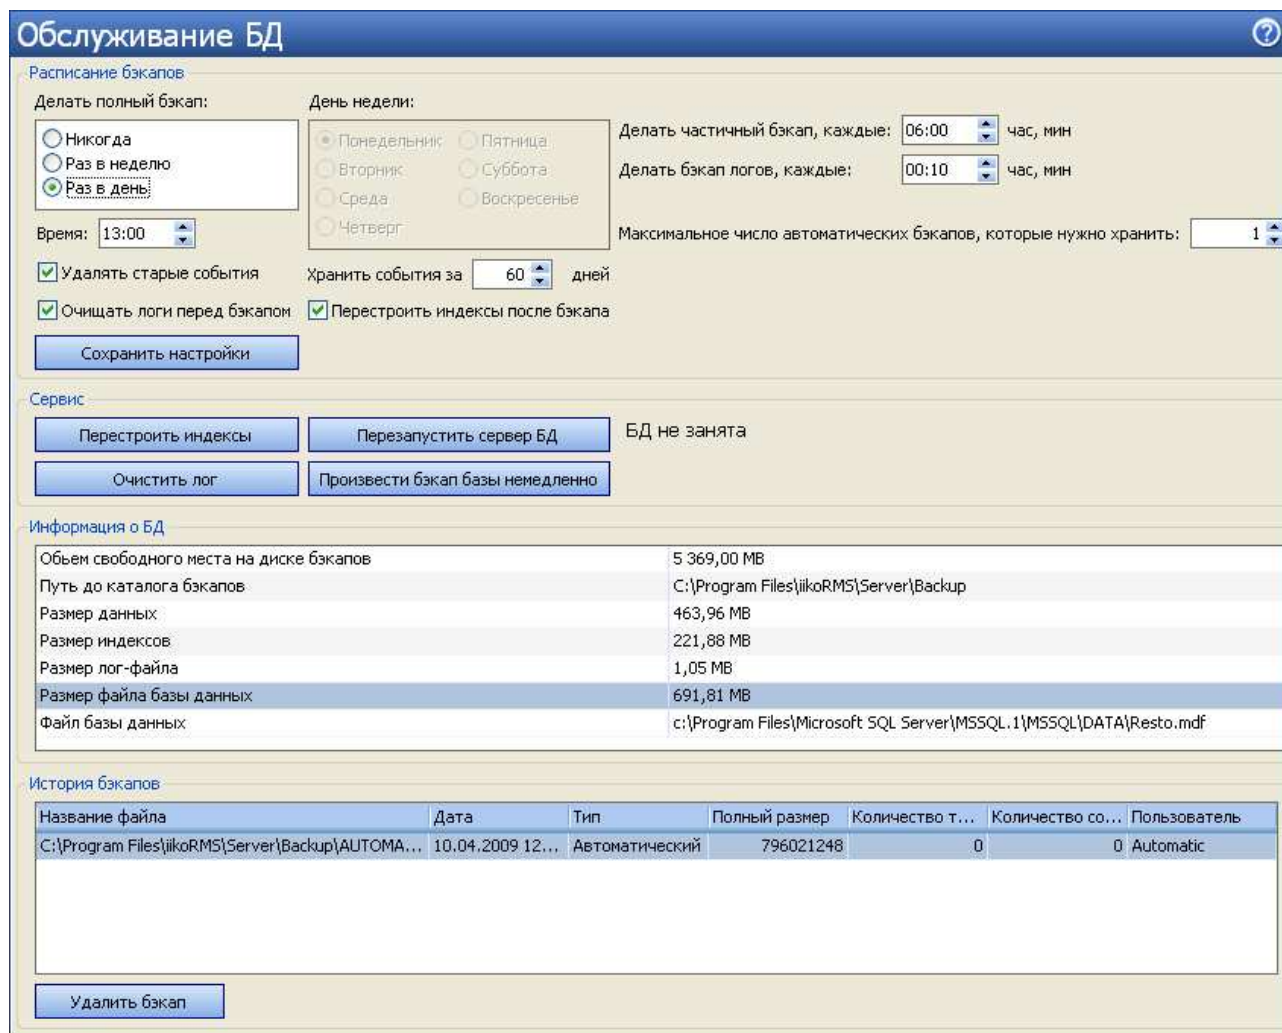 Обслуживание БД
Расписание бэкапов
Делать полный бэкап: День недели:
Никогда
Раз в неделю
Раз в день
Понедельник Пятница
Вторник Суббота
Среда Воскресенье
Четверг
Делать частичный бэкап, каждые: 06:00 час, мин
Делать бэкап логов, каждые: 00:10 час, мин
Время: 13:00
Максимальное число автоматических бэкапов, которые нужно хранить: 1
Удалять старые события Хранить события за 60 дней
Очищать логи перед бэкапом Перестроить индексы после бэкапа
Сохранить настройки
Сервис
Перестроить индексы Перезапустить сервер БД БД не занята
Очистить лог Произвести бэкап базы немедленно
Информация о БД
Обьем свободного места на диске бэкапов 5 369,00 MB
Путь до каталога бэкапов C:\Program Files\iikoRMS\Server\Backup
Размер данных 463,96 MB
Размер индексов 221,88 MB
Размер лог-файла 1,05 MB
Размер файла базы данных 691,81 MB
Файл базы данных c:\Program Files\Microsoft SQL Server\MSSQL.1\MSSQL\DATA\Resto.mdf
История бэкапов
Название файла Дата Тип Полный размер Количество т... Количество со... Пользователь
C:\Program Files\iikoRMS\Server\Backup\AUTOMA... 10.04.2009 12... Автоматический 796021248 0 0 Automatic
Удалить бэкап